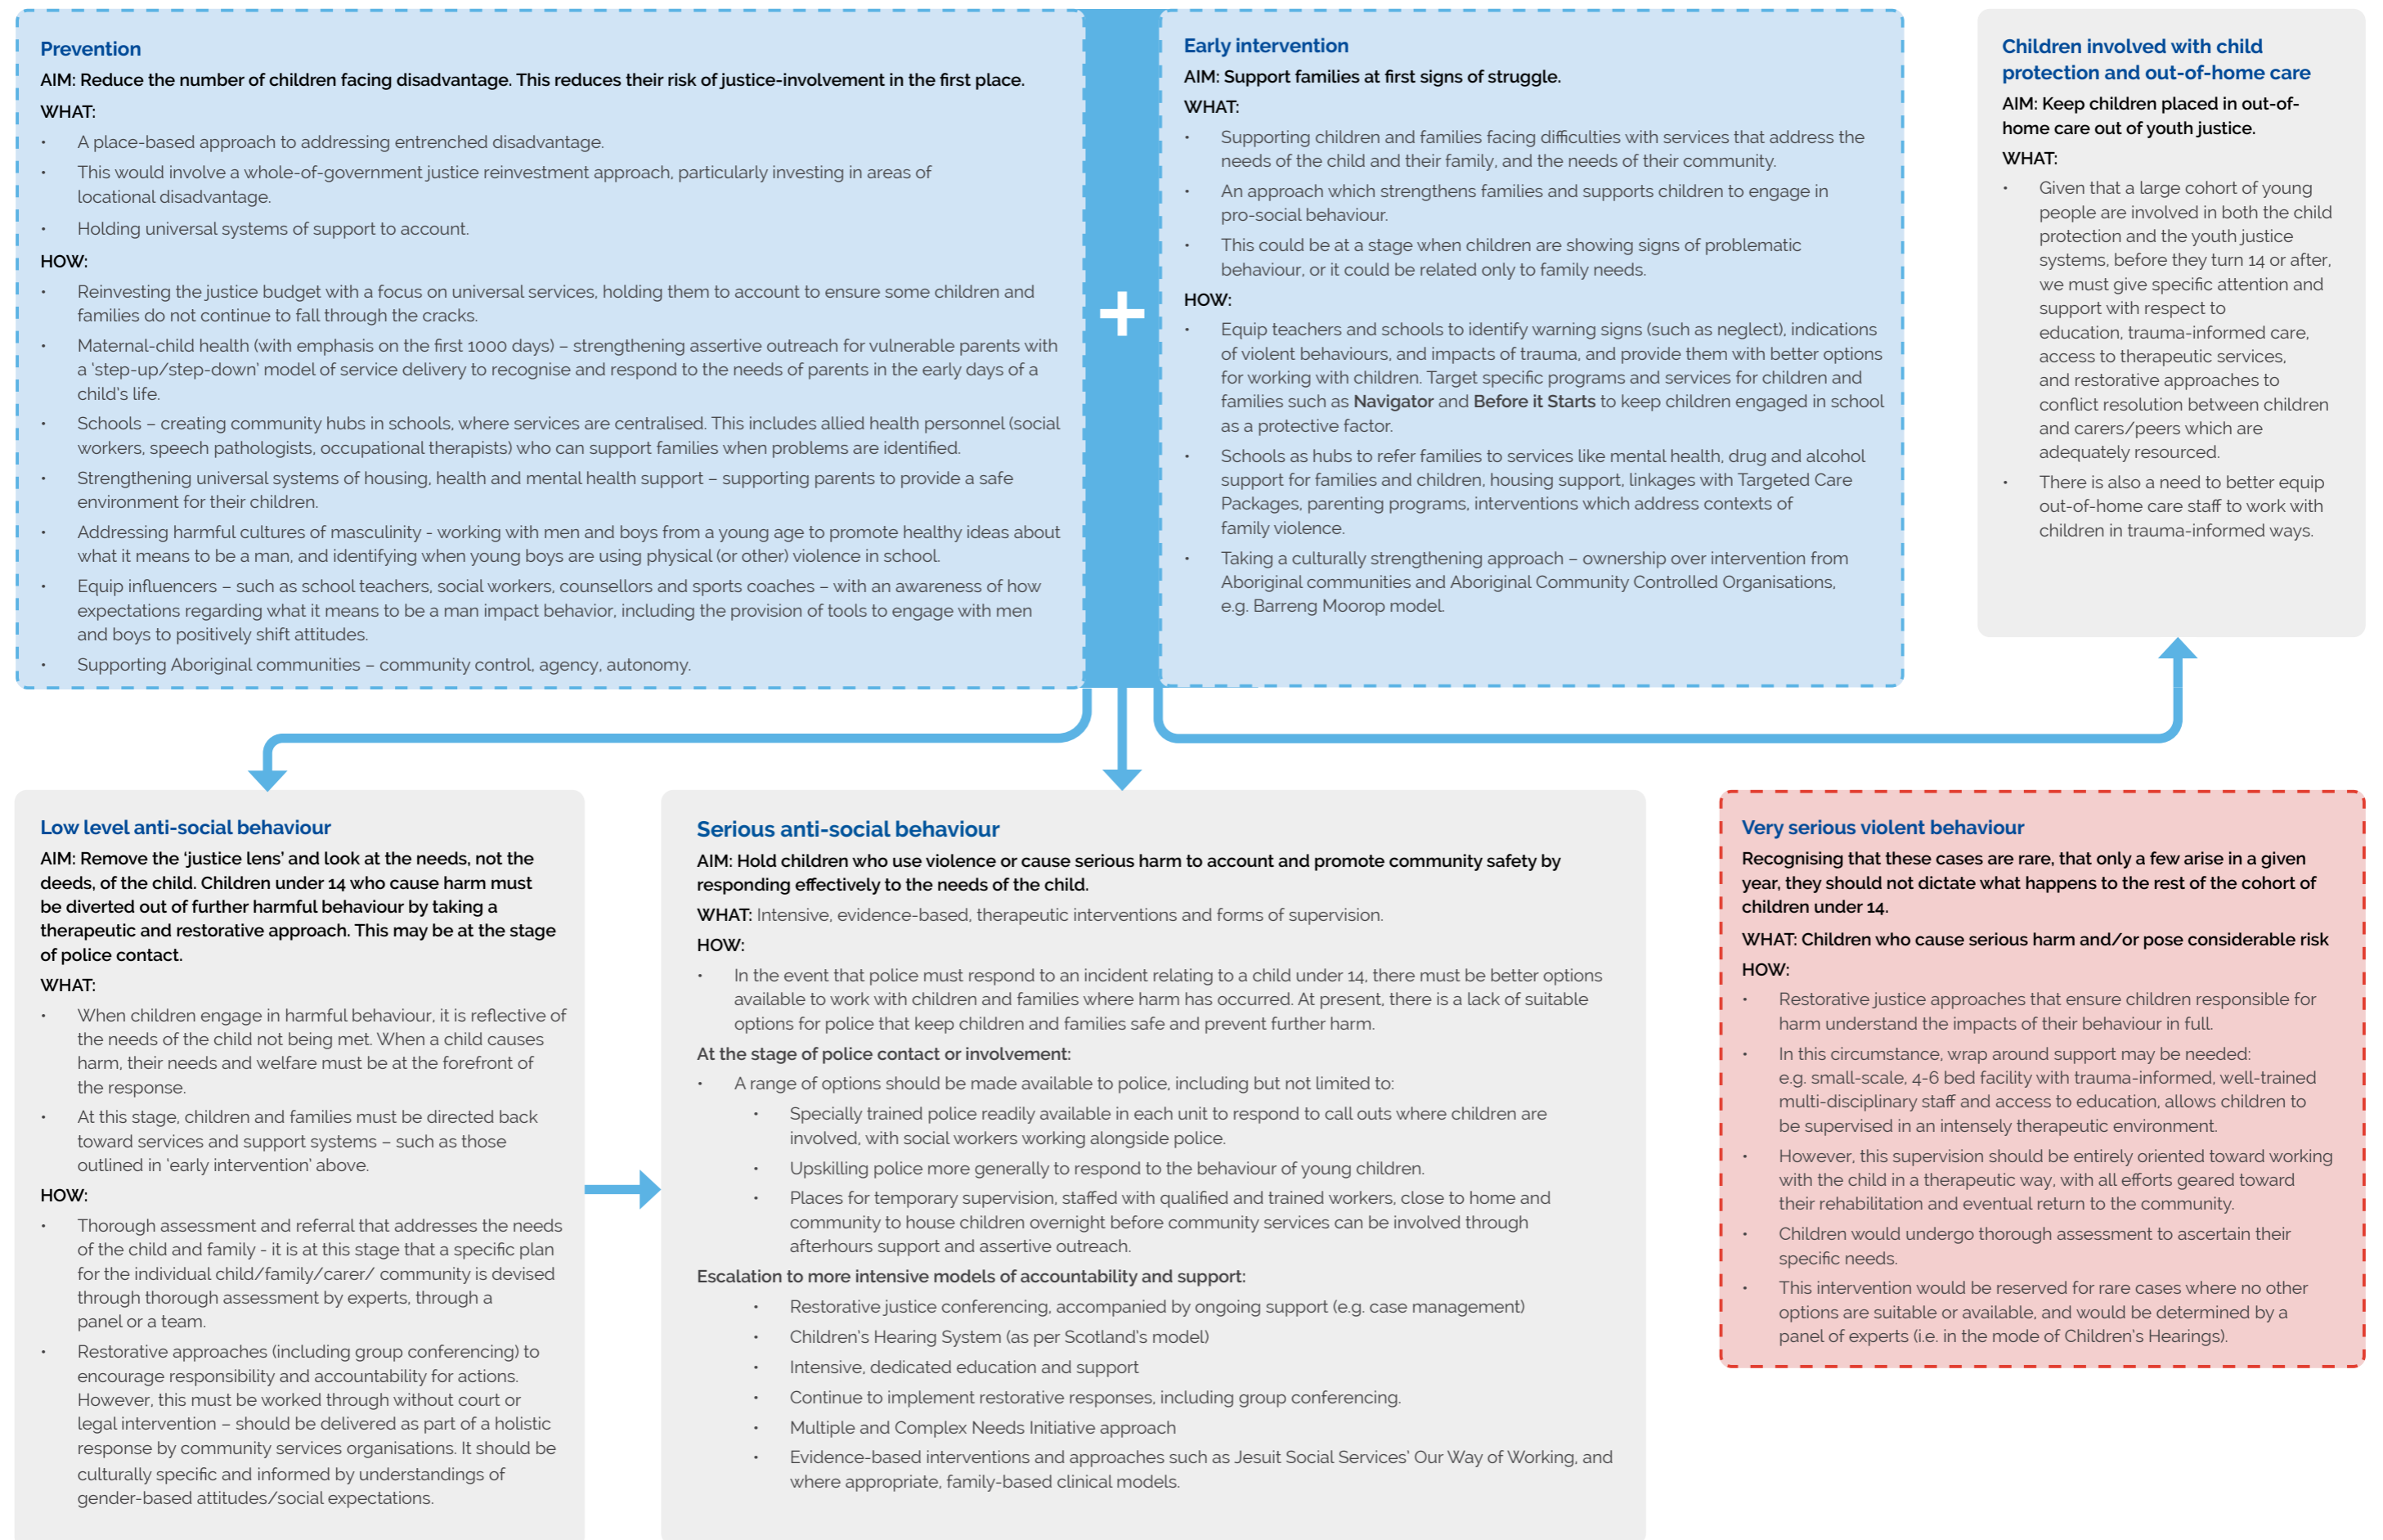 Prevention
AIM: Reduce the number of children facing disadvantage. This reduces their risk of justice-involvement in the first place.
WHAT:
• A place-based approach to addressing entrenched disadvantage.
• This would involve a whole-of-government justice reinvestment approach, particularly investing in areas of
locational disadvantage.
• Holding universal systems of support to account.
HOW:
• Reinvesting the justice budget with a focus on universal services, holding them to account to ensure some children and
families do not continue to fall through the cracks.
• Maternal-child health (with emphasis on the first 1000 days) – strengthening assertive outreach for vulnerable parents with
a 'step-up/step-down' model of service delivery to recognise and respond to the needs of parents in the early days of a
child's life.
• Schools – creating community hubs in schools, where services are centralised. This includes allied health personnel (social
workers, speech pathologists, occupational therapists) who can support families when problems are identified.
• Strengthening universal systems of housing, health and mental health support – supporting parents to provide a safe
environment for their children.
• Addressing harmful cultures of masculinity - working with men and boys from a young age to promote healthy ideas about
what it means to be a man, and identifying when young boys are using physical (or other) violence in school.
• Equip influencers – such as school teachers, social workers, counsellors and sports coaches – with an awareness of how
expectations regarding what it means to be a man impact behavior, including the provision of tools to engage with men
and boys to positively shift attitudes.
• Supporting Aboriginal communities – community control, agency, autonomy.
+
Early intervention
AIM: Support families at first signs of struggle.
WHAT:
• Supporting children and families facing difficulties with services that address the
needs of the child and their family, and the needs of their community.
• An approach which strengthens families and supports children to engage in
pro-social behaviour.
• This could be at a stage when children are showing signs of problematic
behaviour, or it could be related only to family needs.
HOW:
• Equip teachers and schools to identify warning signs (such as neglect), indications
of violent behaviours, and impacts of trauma, and provide them with better options
for working with children. Target specific programs and services for children and
families such as Navigator and Before it Starts to keep children engaged in school
as a protective factor.
• Schools as hubs to refer families to services like mental health, drug and alcohol
support for families and children, housing support, linkages with Targeted Care
Packages, parenting programs, interventions which address contexts of
family violence.
• Taking a culturally strengthening approach – ownership over intervention from
Aboriginal communities and Aboriginal Community Controlled Organisations,
e.g. Barreng Moorop model.
Children involved with child
protection and out-of-home care
AIM: Keep children placed in out-of-
home care out of youth justice.
WHAT:
• Given that a large cohort of young
people are involved in both the child
protection and the youth justice
systems, before they turn 14 or after,
we must give specific attention and
support with respect to
education, trauma-informed care,
access to therapeutic services,
and restorative approaches to
conflict resolution between children
and carers/peers which are
adequately resourced.
• There is also a need to better equip
out-of-home care staff to work with
children in trauma-informed ways.
Low level anti-social behaviour
AIM: Remove the 'justice lens' and look at the needs, not the
deeds, of the child. Children under 14 who cause harm must
be diverted out of further harmful behaviour by taking a
therapeutic and restorative approach. This may be at the stage
of police contact.
WHAT:
• When children engage in harmful behaviour, it is reflective of
the needs of the child not being met. When a child causes
harm, their needs and welfare must be at the forefront of
the response.
• At this stage, children and families must be directed back
toward services and support systems – such as those
outlined in 'early intervention' above.
HOW:
• Thorough assessment and referral that addresses the needs
of the child and family - it is at this stage that a specific plan
for the individual child/family/carer/ community is devised
through thorough assessment by experts, through a
panel or a team.
• Restorative approaches (including group conferencing) to
encourage responsibility and accountability for actions.
However, this must be worked through without court or
legal intervention – should be delivered as part of a holistic
response by community services organisations. It should be
culturally specific and informed by understandings of
gender-based attitudes/social expectations.
Serious anti-social behaviour
AIM: Hold children who use violence or cause serious harm to account and promote community safety by
responding effectively to the needs of the child.
WHAT: Intensive, evidence-based, therapeutic interventions and forms of supervision.
HOW:
• In the event that police must respond to an incident relating to a child under 14, there must be better options
available to work with children and families where harm has occurred. At present, there is a lack of suitable
options for police that keep children and families safe and prevent further harm.
At the stage of police contact or involvement:
• A range of options should be made available to police, including but not limited to:
• Specially trained police readily available in each unit to respond to call outs where children are
involved, with social workers working alongside police.
• Upskilling police more generally to respond to the behaviour of young children.
• Places for temporary supervision, staffed with qualified and trained workers, close to home and
community to house children overnight before community services can be involved through
afterhours support and assertive outreach.
Escalation to more intensive models of accountability and support:
• Restorative justice conferencing, accompanied by ongoing support (e.g. case management)
• Children's Hearing System (as per Scotland's model)
• Intensive, dedicated education and support
• Continue to implement restorative responses, including group conferencing.
• Multiple and Complex Needs Initiative approach
• Evidence-based interventions and approaches such as Jesuit Social Services' Our Way of Working, and
where appropriate, family-based clinical models.
Very serious violent behaviour
Recognising that these cases are rare, that only a few arise in a given
year, they should not dictate what happens to the rest of the cohort of
children under 14.
WHAT: Children who cause serious harm and/or pose considerable risk
HOW:
• Restorative justice approaches that ensure children responsible for
harm understand the impacts of their behaviour in full.
• In this circumstance, wrap around support may be needed:
e.g. small-scale, 4-6 bed facility with trauma-informed, well-trained
multi-disciplinary staff and access to education, allows children to
be supervised in an intensely therapeutic environment.
• However, this supervision should be entirely oriented toward working
with the child in a therapeutic way, with all efforts geared toward
their rehabilitation and eventual return to the community.
• Children would undergo thorough assessment to ascertain their
specific needs.
• This intervention would be reserved for rare cases where no other
options are suitable or available, and would be determined by a
panel of experts (i.e. in the mode of Children's Hearings).